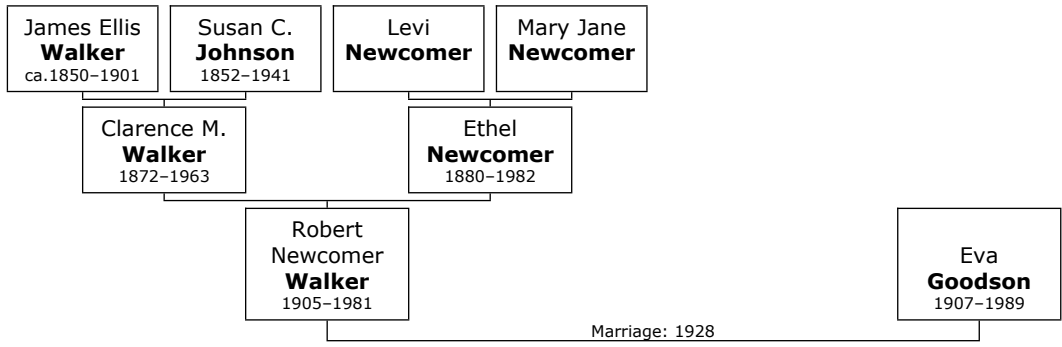 James Ellis
Walker
ca.1850–1901
Susan C.
Johnson
1852–1941
Levi
Newcomer
Mary Jane
Newcomer
Clarence M.
Walker
1872–1963
Ethel
Newcomer
1880–1982
Robert
Newcomer
Walker
1905–1981
Eva
Goodson
1907–1989
Marriage: 1928